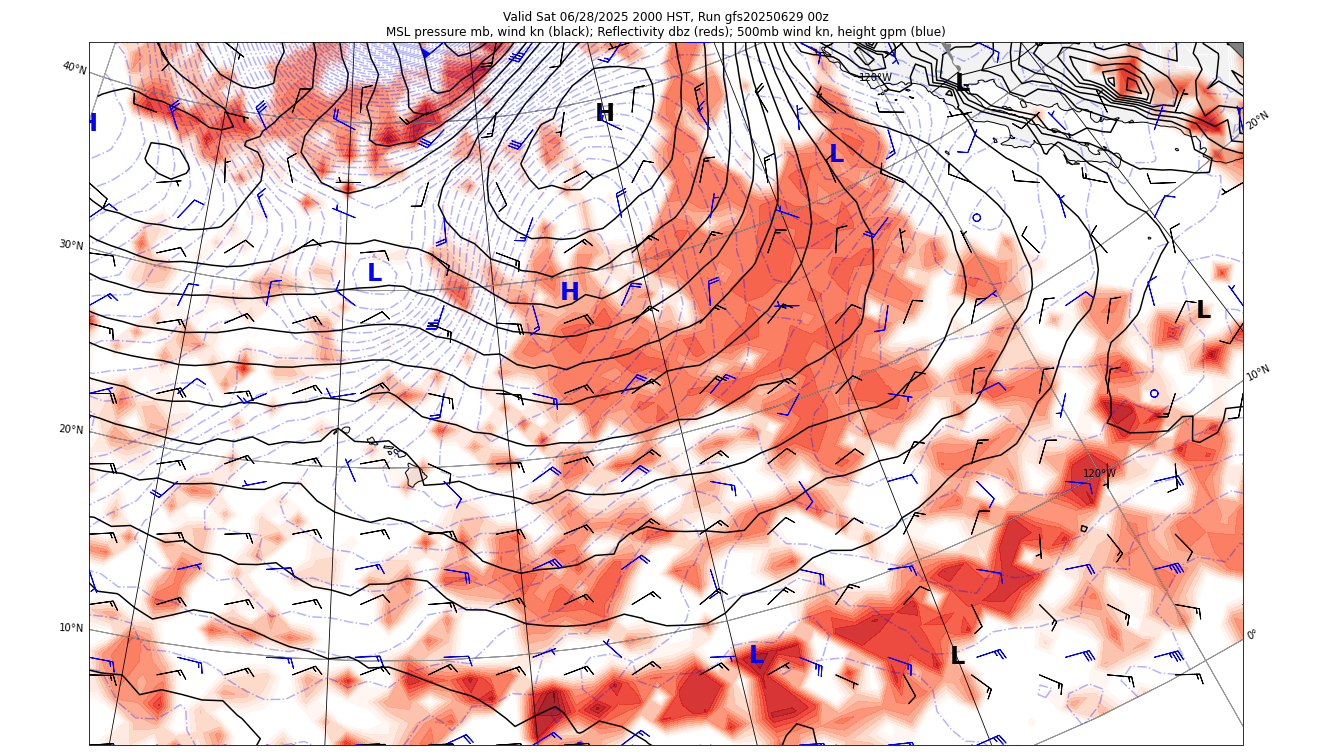 Valid Sat 06/28/2025 2000 HST, Run gfs20250629 00z
MSL pressure mb, wind kn (black); Reflectivity dbz (reds); 500mb wind kn, height gpm (blue)
40°N
120°W
L
20°N
H
H
L
30°N
L
H
L
10°N
20°N
120°W
10°N
0°
L
L